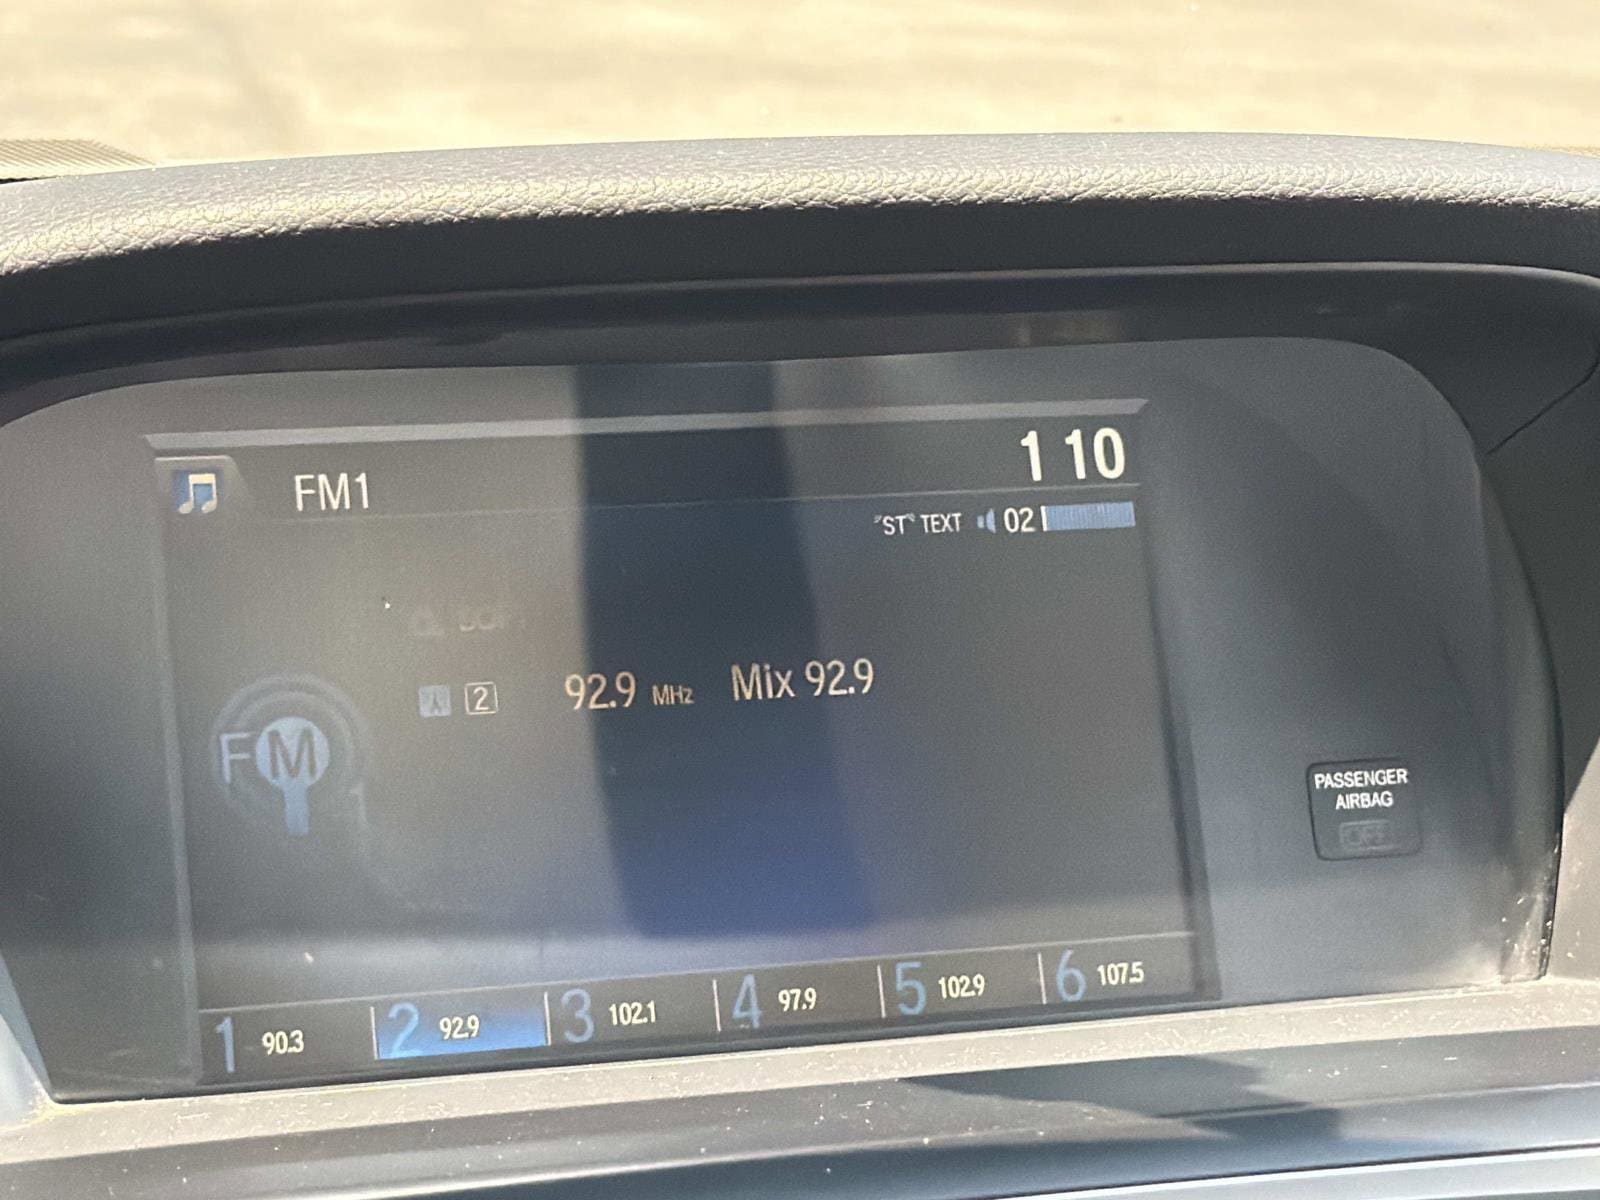 FM1
1 10
"ST" TEXT 02
2 92.9 MHz Mix 92.9
FM
1
PASSENGER
AIRBAG
OFF
1 90.3 2 92.9 3 102.1 4 97.9 5 102.9 6 107.5